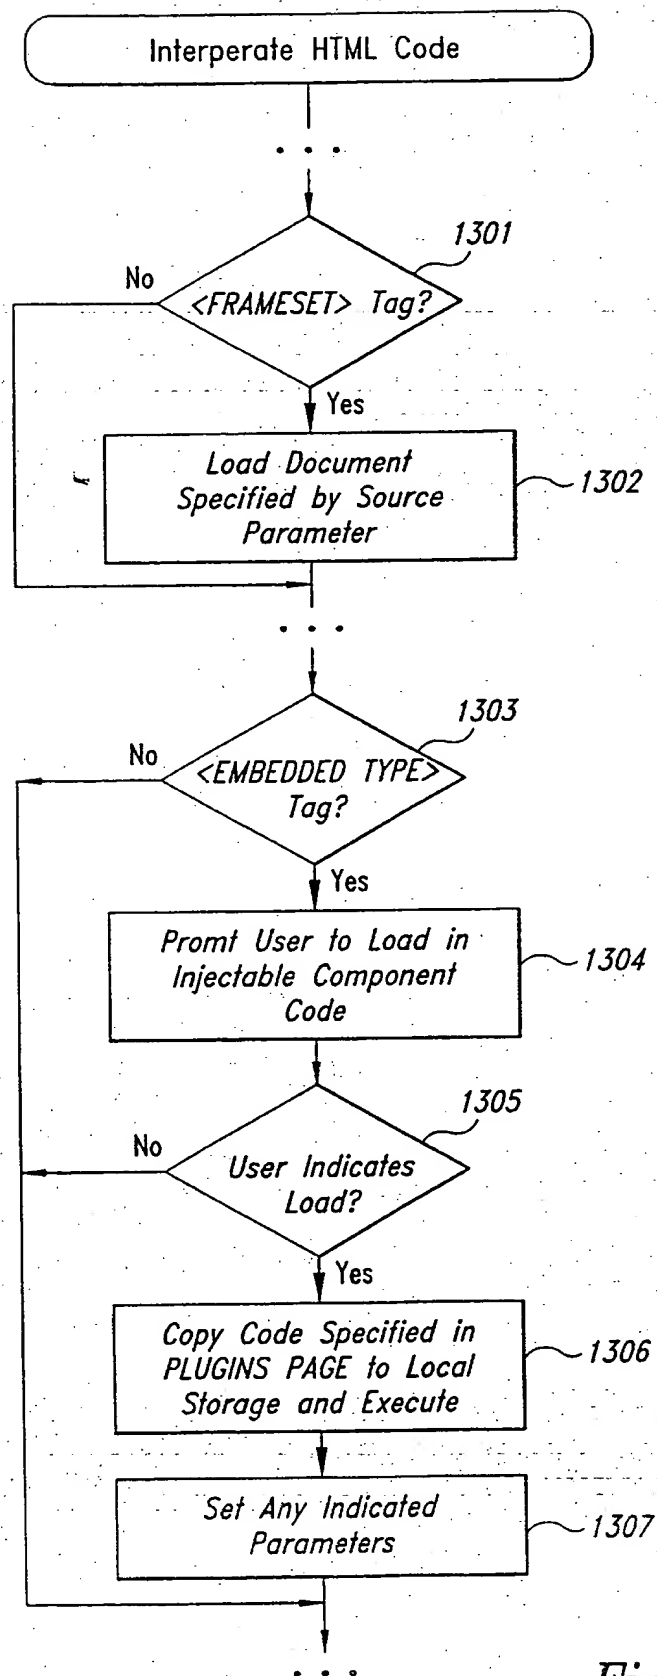 Interperate HTML Code
1301
No
<FRAMESET> Tag?
Yes
Load Document
Specified by Source
Parameter
1302
1303
No
<EMBEDDED TYPE>
Tag?
Yes
Promt User to Load in
Injectable Component
Code
1304
1305
No
User Indicates
Load?
Yes
Copy Code Specified in
PLUGINS PAGE to Local
Storage and Execute
1306
Set Any Indicated
Parameters
1307